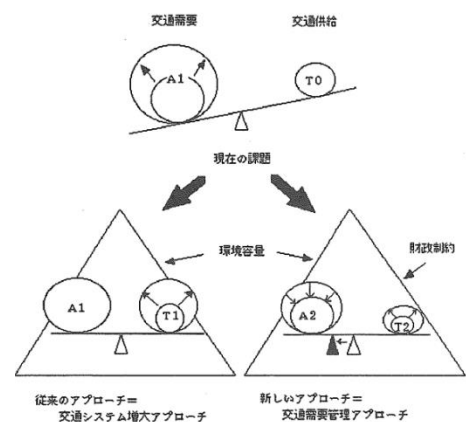 交通需要 交通供給
A1 T0
現在の課題
環境容量 財政制約
A1 T1 A2 T2
従来のアプローチ＝ 新しいアプローチ＝
交通システム増大アプローチ 交通需要管理アプローチ